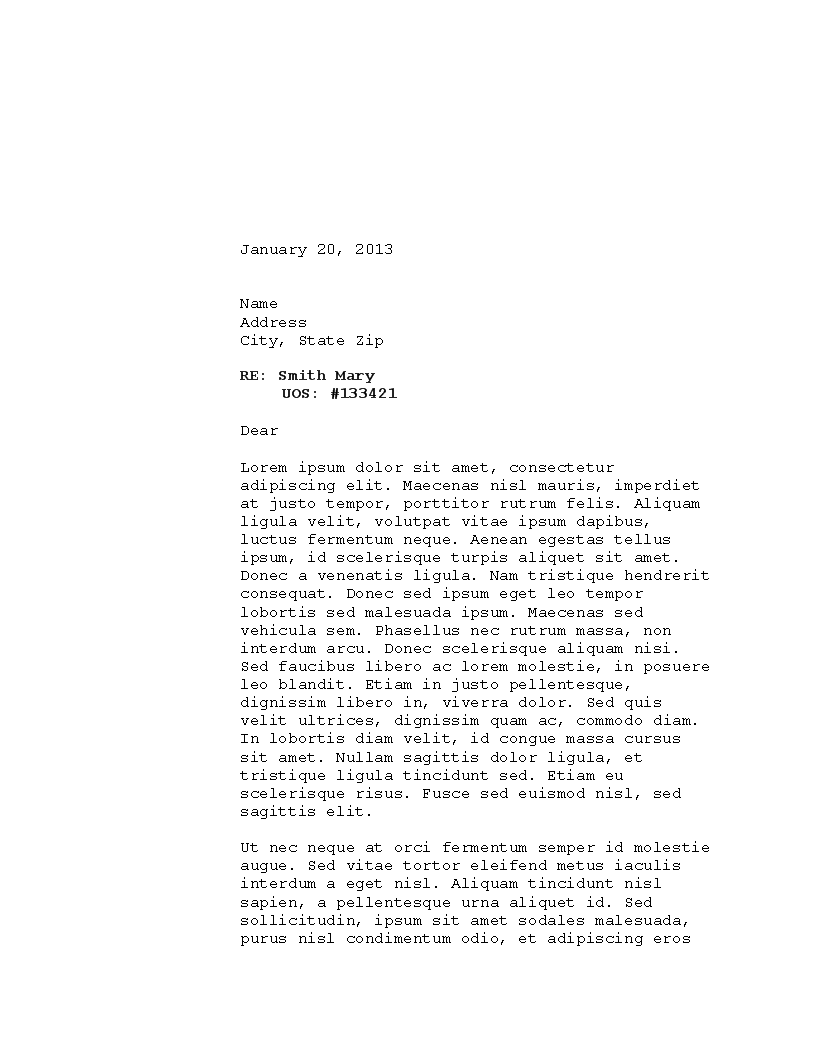 January 20, 2013
Name
Address
City, State Zip
RE: Smith Mary
UOS: #133421
Dear
Lorem ipsum dolor sit amet, consectetur
adipiscing elit. Maecenas nisl mauris, imperdiet
at justo tempor, porttitor rutrum felis. Aliquam
ligula velit, volutpat vitae ipsum dapibus,
luctus fermentum neque. Aenean egestas tellus
ipsum, id scelerisque turpis aliquet sit amet.
Donec a venenatis ligula. Nam tristique hendrerit
consequat. Donec sed ipsum eget leo tempor
lobortis sed malesuada ipsum. Maecenas sed
vehicula sem. Phasellus nec rutrum massa, non
interdum arcu. Donec scelerisque aliquam nisi.
Sed faucibus libero ac lorem molestie, in posuere
leo blandit. Etiam in justo pellentesque,
dignissim libero in, viverra dolor. Sed quis
velit ultrices, dignissim quam ac, commodo diam.
In lobortis diam velit, id congue massa cursus
sit amet. Nullam sagittis dolor ligula, et
tristique ligula tincidunt sed. Etiam eu
scelerisque risus. Fusce sed euismod nisl, sed
sagittis elit.
Ut nec neque at orci fermentum semper id molestie
augue. Sed vitae tortor eleifend metus iaculis
interdum a eget nisl. Aliquam tincidunt nisl
sapien, a pellentesque urna aliquet id. Sed
sollicitudin, ipsum sit amet sodales malesuada,
purus nisl condimentum odio, et adipiscing eros